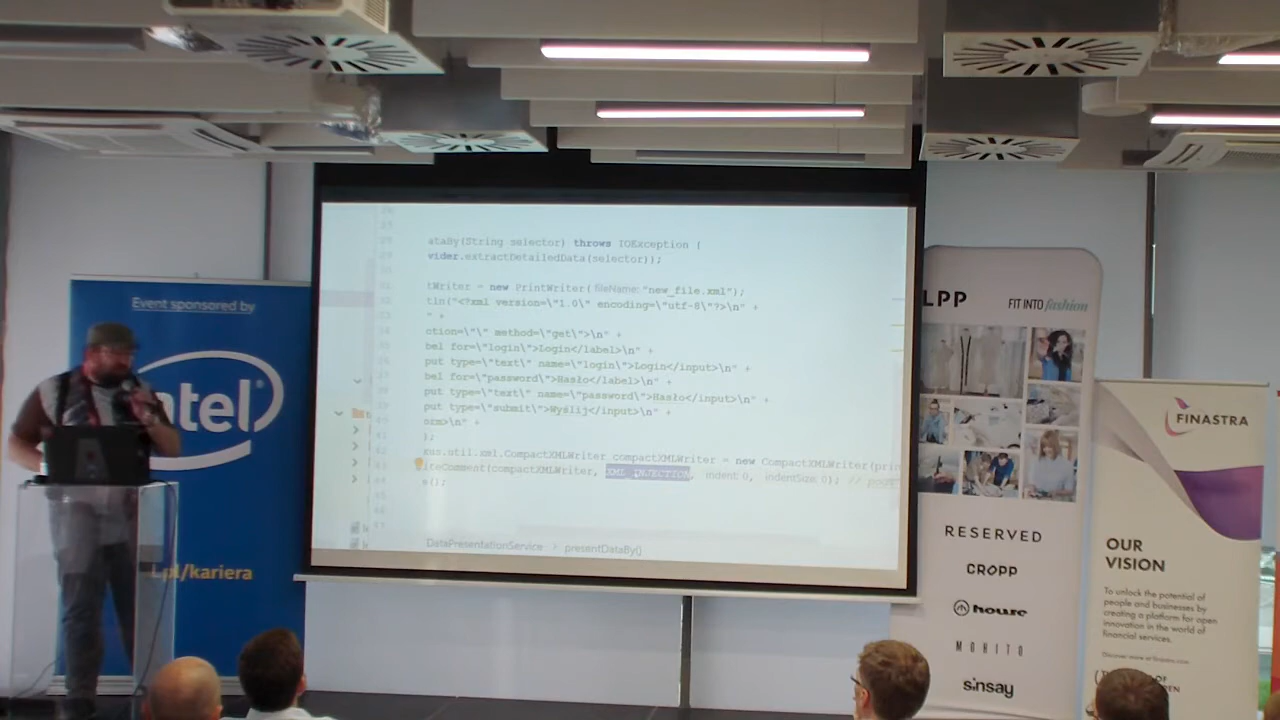 Event sponsored by
intel
pl/kariera
ataBy(String selector) throws IOException {
vider.extractDetailedData(selector));
tWriter = new PrintWriter( fileName: "new_file.xml");
tln("<?xml version=\"1.0\" encoding=\"utf-8\"?>\n" +
" +
ction=\"\" method=\"get\">\n" +
bel for=\"login\">Login</label>\n" +
put type=\"text\" name=\"login\">Login</input>\n" +
bel for=\"password\">Hasło</label>\n" +
put type=\"text\" name=\"password\">Hasło</input>\n" +
put type=\"submit\">Wyślij</input>\n" +
orm>\n" +
);
xus.util.xml.CompactXMLWriter compactXMLWriter = new CompactXMLWriter(prin
iteComment(compactXMLWriter, XML_INJECTION, indent: 0, indentSize: 0); //
e();
DataPresentationService > presentDataBy()
LPP
FIT INTO fashion
RESERVED
CROPP
house
MOHITO
sinsay
FINASTRA
OUR
VISION
To unlock the potential of
people and businesses by
creating a platform for open
innovation in the world of
financial services.